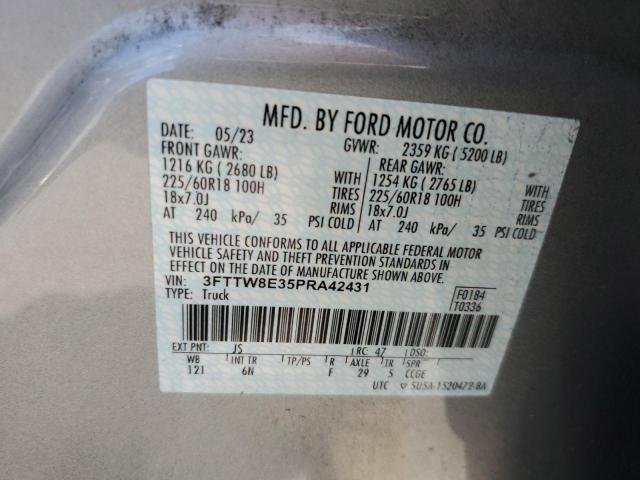 MFD. BY FORD MOTOR CO.
DATE: 05/23 GVWR: 2359 KG ( 5200 LB)
FRONT GAWR: REAR GAWR:
1216 KG ( 2680 LB) WITH 1254 KG ( 2765 LB) WITH
225/60R18 100H TIRES 225/60R18 100H TIRES
18x7.0J RIMS 18x7.0J RIMS
AT 240 kPa/ 35 PSI COLD AT 240 kPa/ 35 PSI COLD
THIS VEHICLE CONFORMS TO ALL APPLICABLE FEDERAL MOTOR
VEHICLE SAFETY AND THEFT PREVENTION STANDARDS IN
EFFECT ON THE DATE OF MANUFACTURE SHOWN ABOVE.
VIN: 3FTTW8E35PRA42431
TYPE: Truck F0184
T0336
EXT PNT: JS RC: 47 DSO:
WB INT TR TP/PS R AXLE TR SPR
121 6N F 29 5 CCGE
UTC